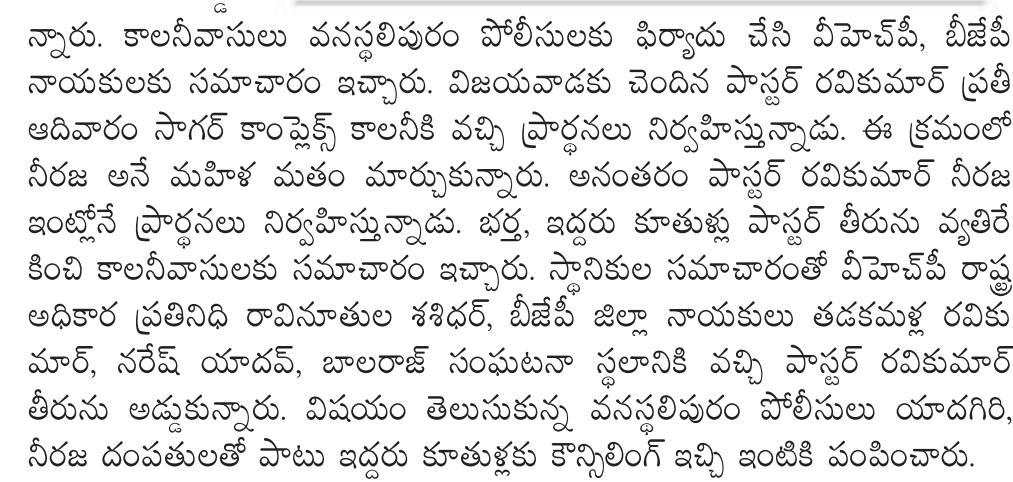 న్నారు. కాలనీవాసులు వనస్థలిపురం పోలీసులకు ఫిర్యాదు చేసి వీహెచ్‌పీ, బీజేపీ
నాయకులకు సమాచారం ఇచ్చారు. విజయవాడకు చెందిన పాస్టర్ రవికుమార్ ప్రతీ
ఆదివారం సాగర్ కాంప్లెక్స్ కాలనీకి వచ్చి ప్రార్థనలు నిర్వహిస్తున్నాడు. ఈ క్రమంలో
నీరజ అనే మహిళ మతం మార్చుకున్నారు. అనంతరం పాస్టర్ రవికుమార్ నీరజ
ఇంట్లోనే ప్రార్థనలు నిర్వహిస్తున్నాడు. భర్త, ఇద్దరు కూతుళ్లు పాస్టర్ తీరును వ్యతిరే
కించి కాలనీవాసులకు సమాచారం ఇచ్చారు. స్థానికుల సమాచారంతో వీహెచ్‌పీ రాష్ట్ర
అధికార ప్రతినిధి రావినూతుల శశిధర్, బీజేపీ జిల్లా నాయకులు తడకమళ్ల రవికు
మార్, నరేష్ యాదవ్, బాలరాజ్ సంఘటనా స్థలానికి వచ్చి పాస్టర్ రవికుమార్
తీరును అడ్డుకున్నారు. విషయం తెలుసుకున్న వనస్థలిపురం పోలీసులు యాదగిరి,
నీరజ దంపతులతో పాటు ఇద్దరు కూతుళ్లకు కౌన్సిలింగ్ ఇచ్చి ఇంటికి పంపించారు.